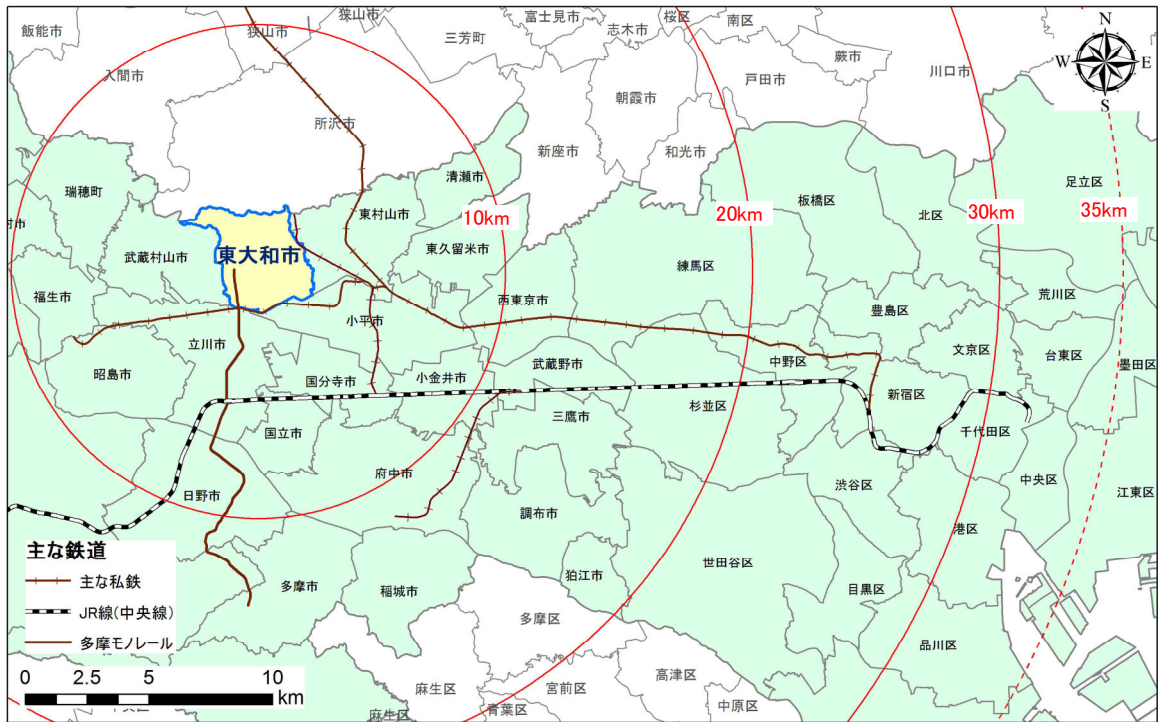 飯能市
狭山市
狭山市
富士見市
桜区
南区
志木市
蕨市
三芳町
戸田市
川口市
入間市
朝霞市
所沢市
新座市
和光市
N
W
E
S
清瀬市
瑞穂町
東村山市
10km
20km
板橋区
北区
30km
35km
足立区
村市
東久留米市
武蔵村山市
東大和市
練馬区
福生市
西東京市
荒川区
豊島区
小平市
立川市
文京区
台東区
墨田区
昭島市
国分寺市
小金井市
武蔵野市
中野区
新宿区
杉並区
三鷹市
国立市
千代田区
府中市
中央区
日野市
渋谷区
江東区
調布市
港区
主な鉄道
主な私鉄
JR線(中央線)
多摩モノレール
多摩市
稲城市
狛江市
世田谷区
目黒区
多摩区
品川区
高津区
麻生区
宮前区
中原区
青葉区
麻生区
0 2.5 5 10
km